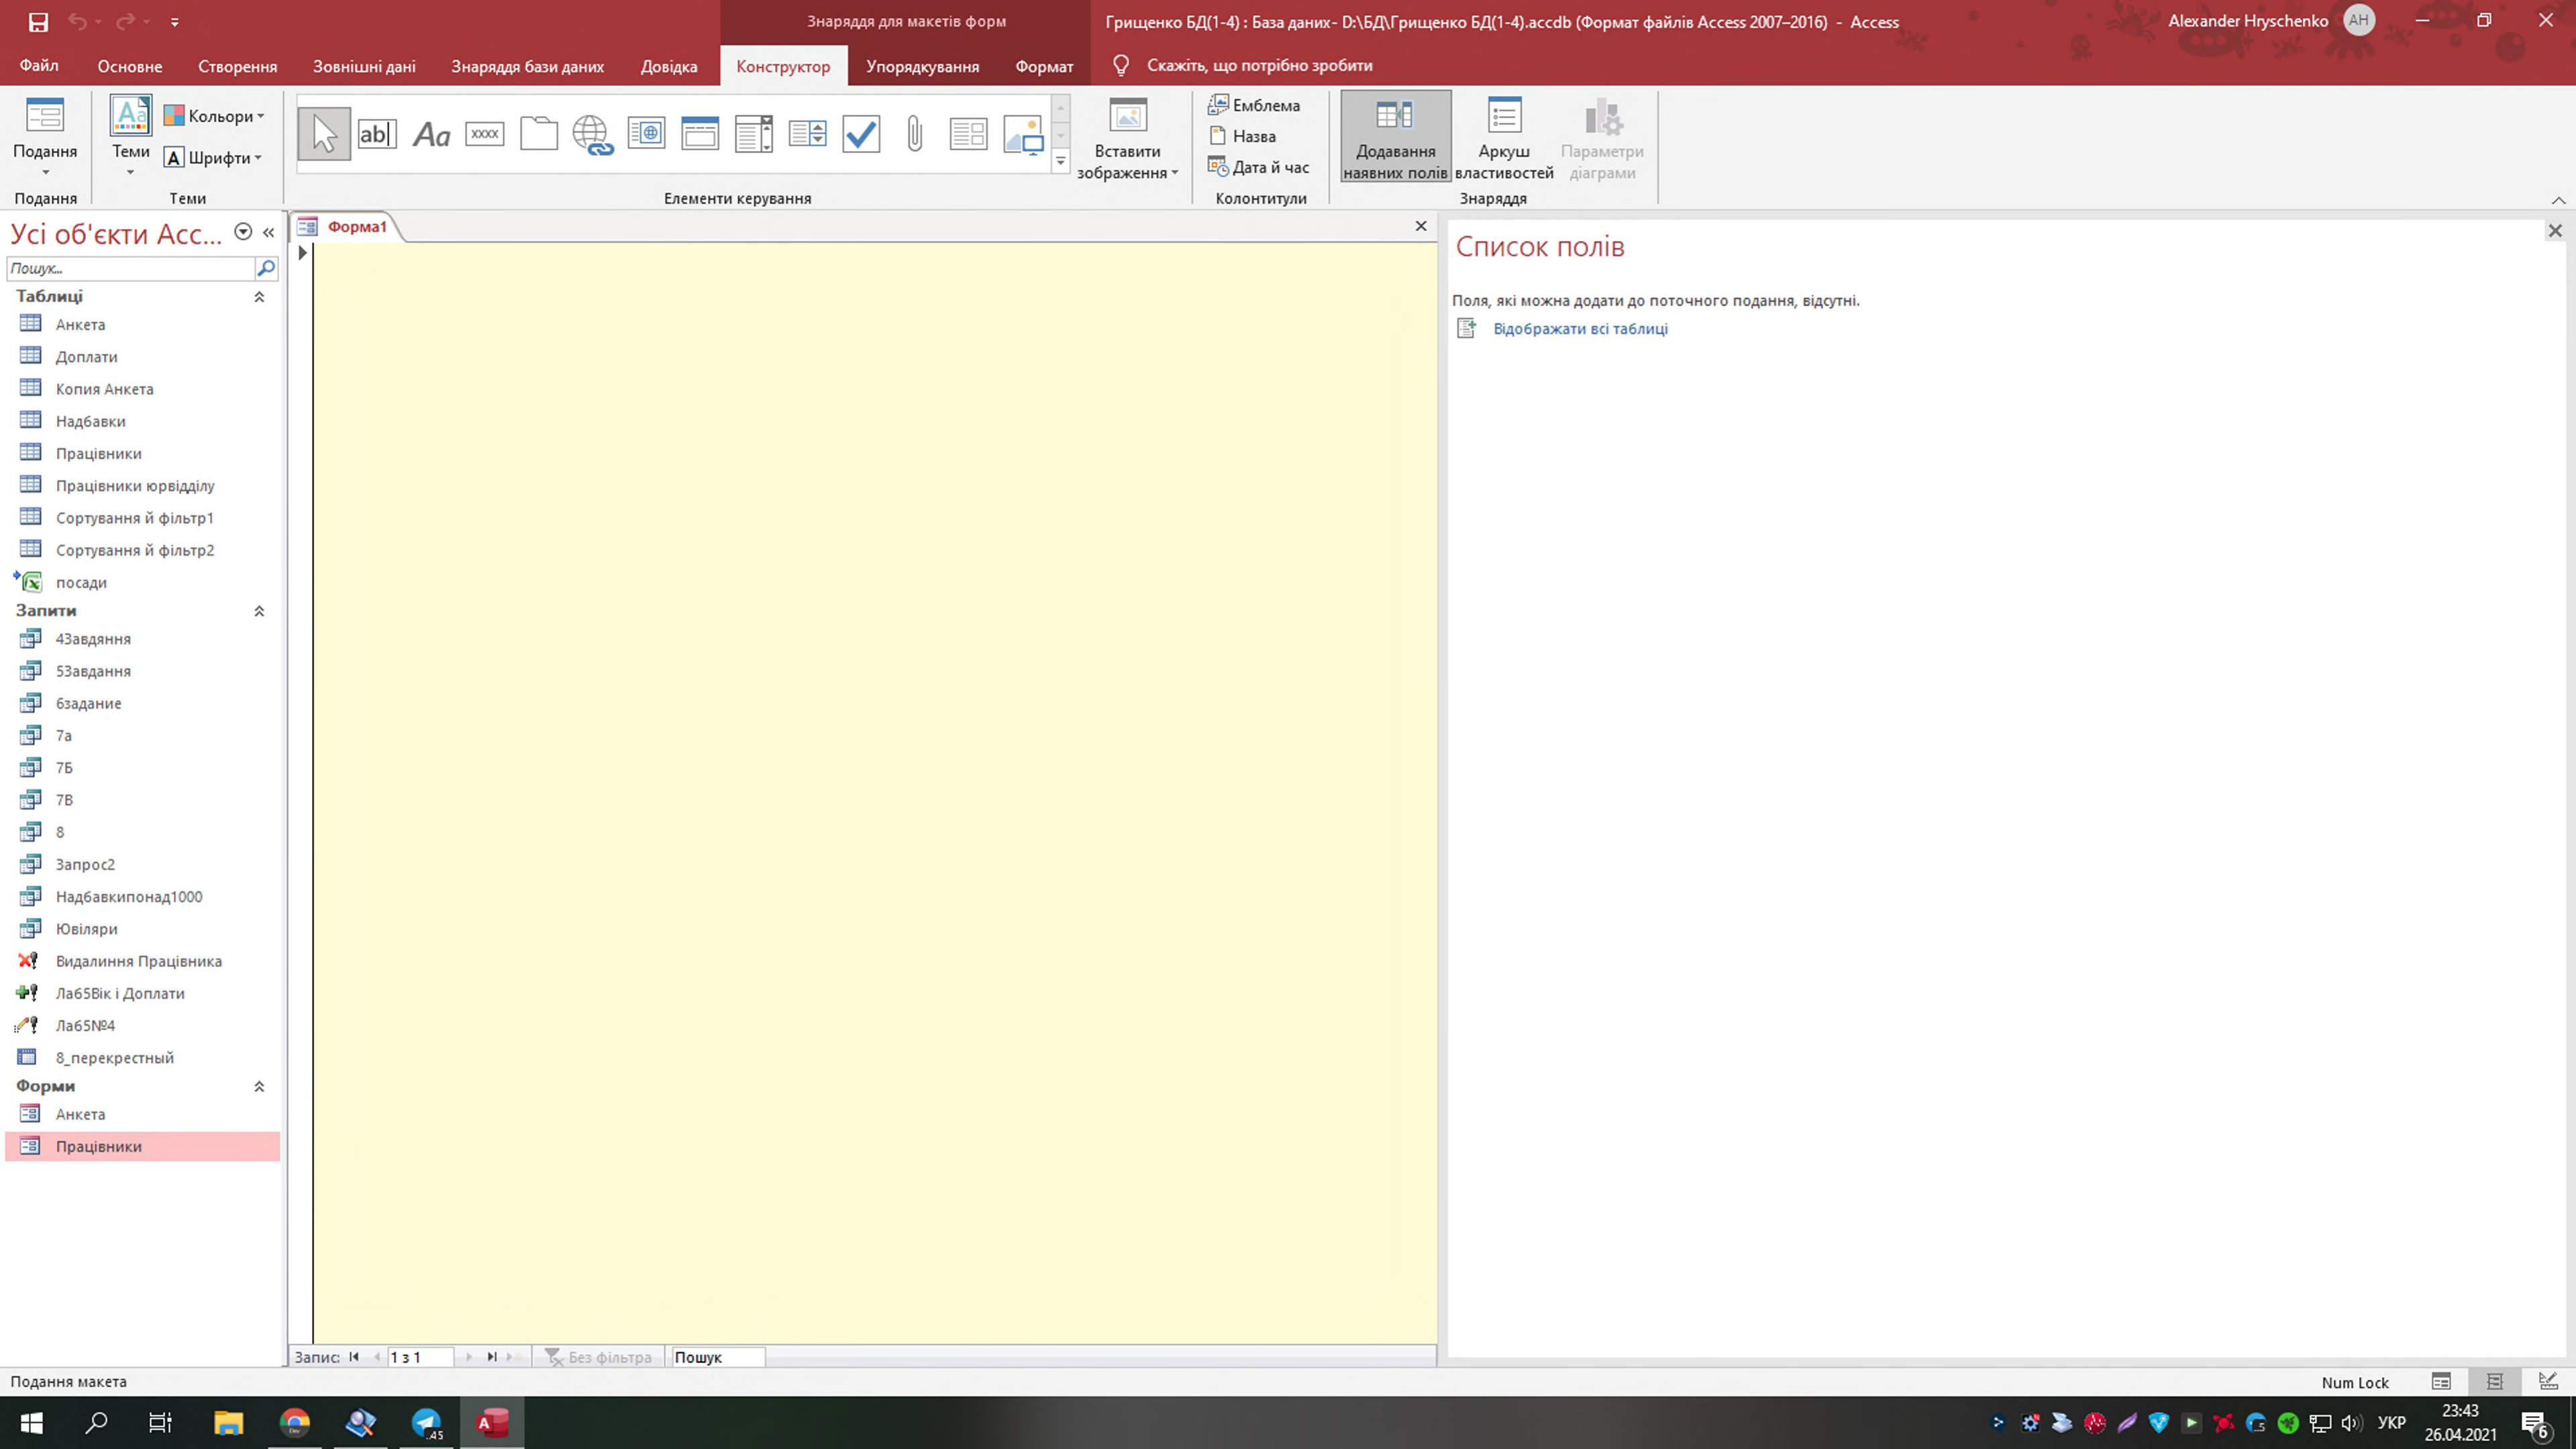 Знаряддя для макетів форм
Грищенко БД(1-4) : База даних- D:\БД\Грищенко БД(1-4).accdb (Формат файлів Access 2007–2016) - Access
Alexander Hryschenko
AH
Файл
Основне
Створення
Зовнішні дані
Знаряддя бази даних
Довідка
Конструктор
Упорядкування
Формат
Скажіть, що потрібно зробити
Подання
Теми
Кольори
Шрифти
ab|
Aa
XXXX
Вставити
зображення
Емблема
Назва
Дата й час
Додавання
наявних полів
Аркуш
властивостей
Параметри
діаграми
Подання
Теми
Елементи керування
Колонтитули
Знаряддя
Усі об'єкти Acc...
Пошук...
Таблиці
Анкета
Доплати
Копия Анкета
Надбавки
Працівники
Працівники юрвідділу
Сортування й фільтр1
Сортування й фільтр2
посади
Запити
4Завдяння
5Завдання
6задание
7а
7Б
7В
8
Запрос2
Надбавкипонад1000
Ювіляри
Видалиння Працівника
Ла65Вік і Доплати
Ла65№4
8_перекрестный
Форми
Анкета
Працівники
Форма1
Список полів
Поля, які можна додати до поточного подання, відсутні.
Відображати всі таблиці
Запис:
1 з 1
Без фільтра
Пошук
Подання макета
Num Lock
УКР
23:43
26.04.2021
6